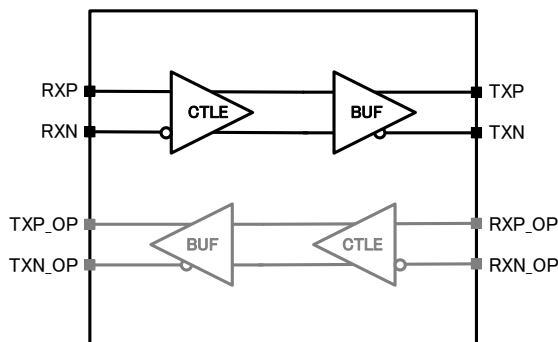 RXP CTLE BUF TXP
RXN TXN
TXP_OP BUF CTLE RXP_OP
TXN_OP RXN_OP